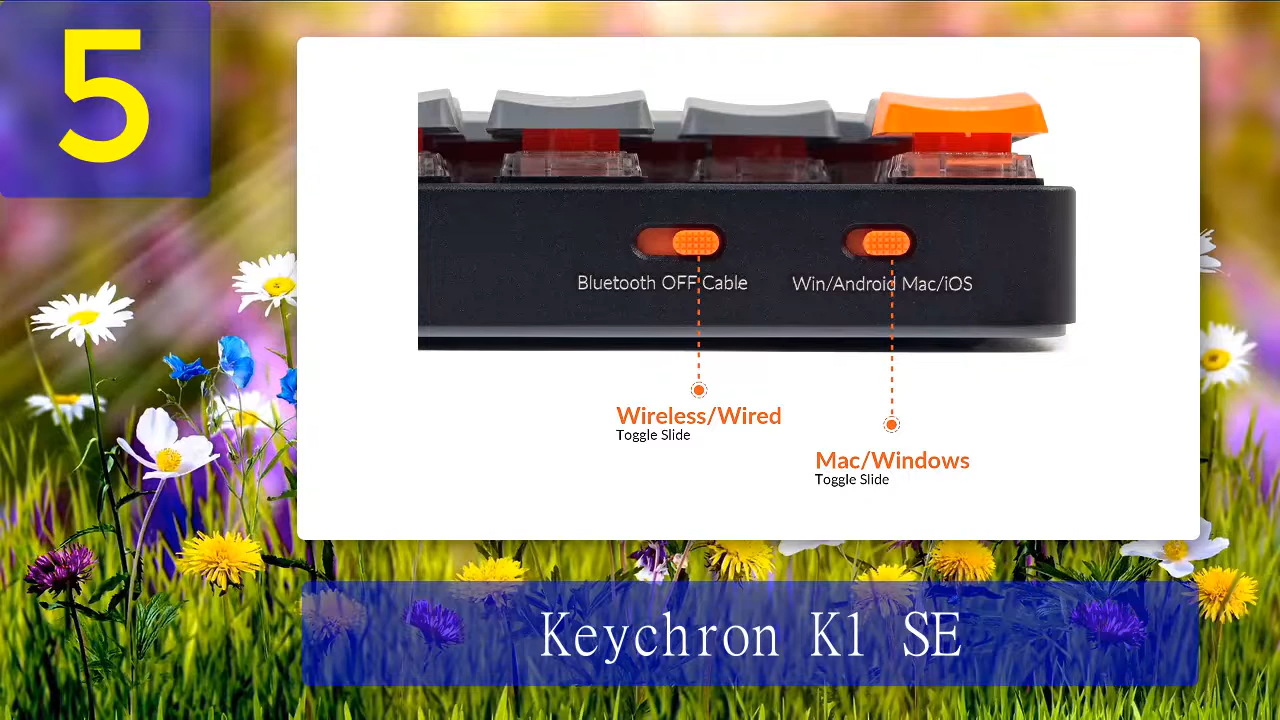 5
Bluetooth OFF Cable
Win/Android Mac/iOS
Wireless/Wired
Toggle Slide
Mac/Windows
Toggle Slide
Keychron K1 SE